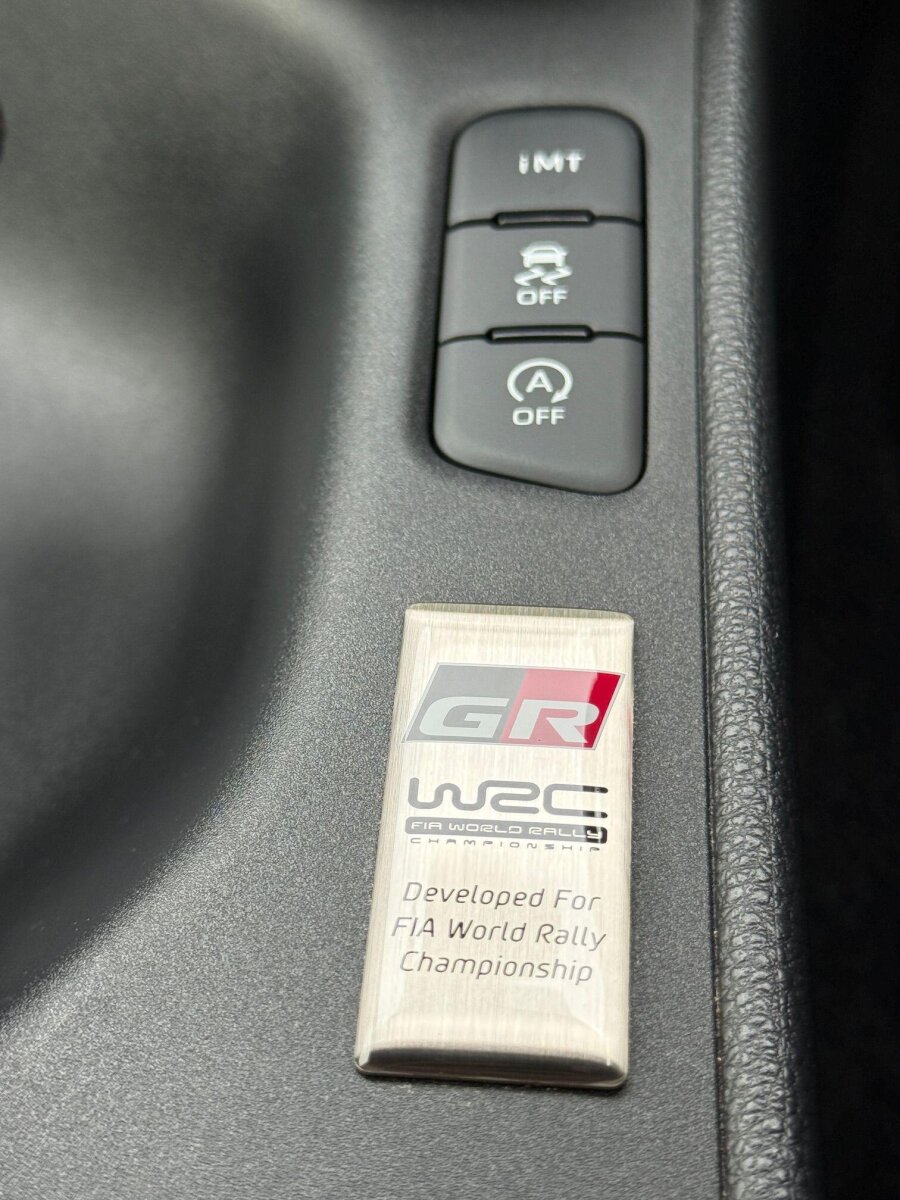 iMT
OFF
A
OFF
GR
WRC
FIA WORLD RALLY
CHAMPIONSHIP
Developed For
FIA World Rally
Championship